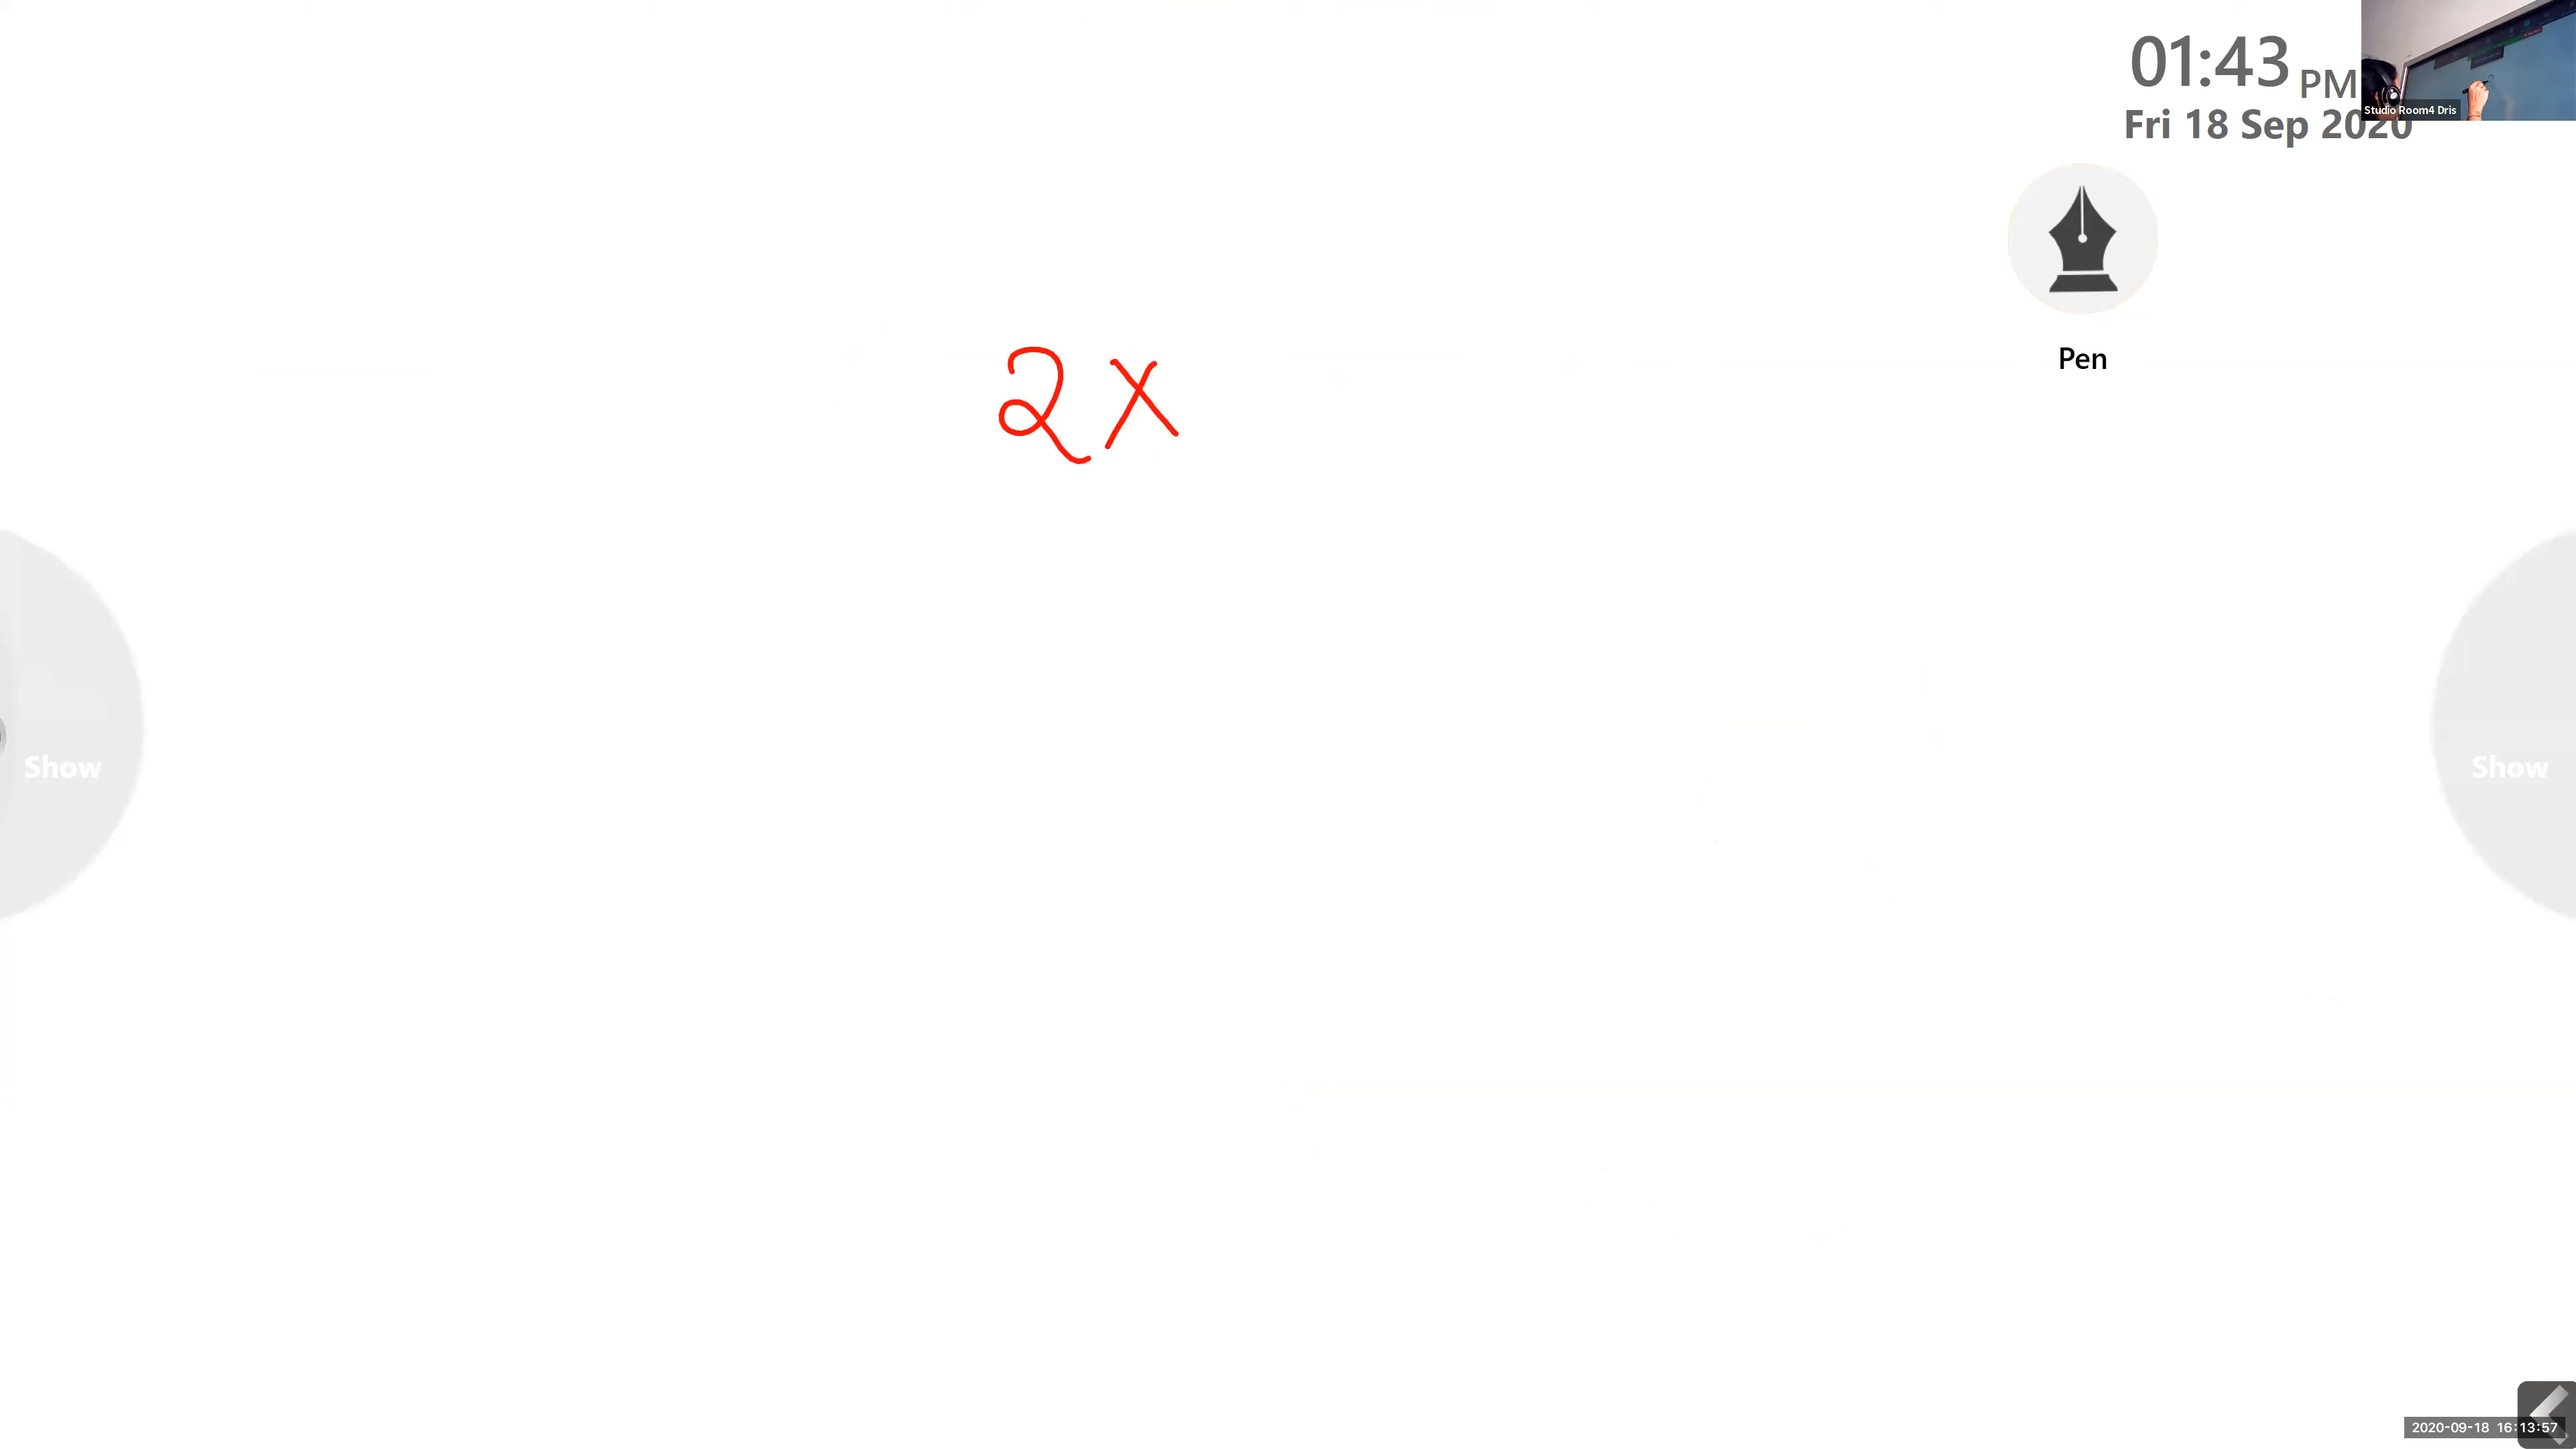 01:43 PM
Studio Room4 Dris
Fri 18 Sep 2020
Pen
2x
Show
Show
2020-09-18 16:13:57